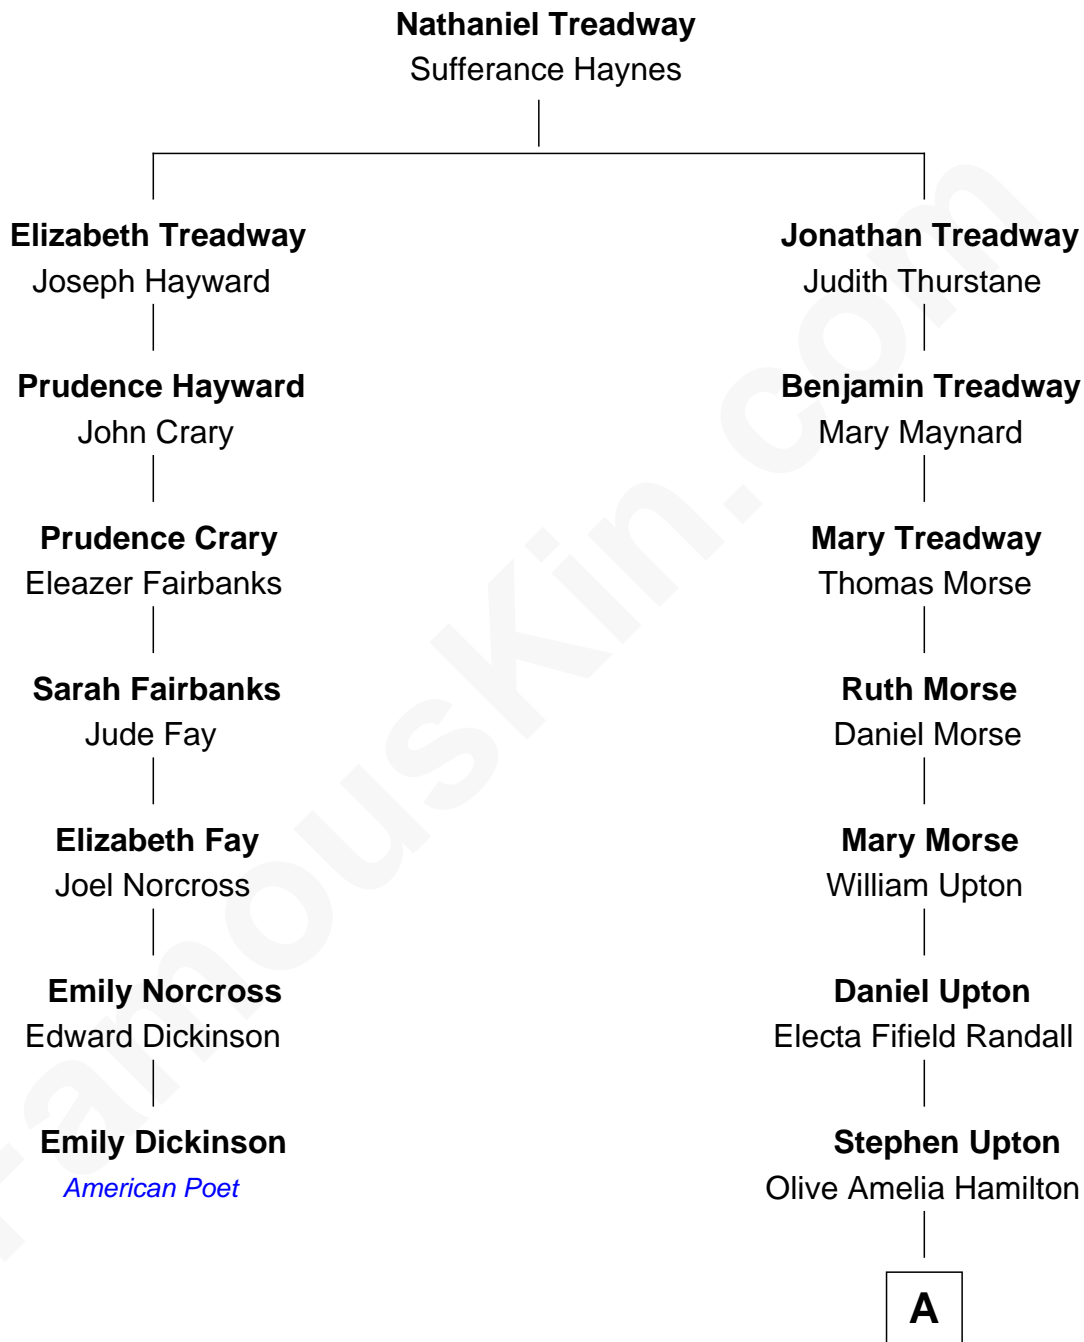 Nathaniel Treadway
Sufferance Haynes
Elizabeth Treadway
Joseph Hayward
Prudence Hayward
John Crary
Prudence Crary
Eleazer Fairbanks
Sarah Fairbanks
Jude Fay
Elizabeth Fay
Joel Norcross
Emily Norcross
Edward Dickinson
Emily Dickinson
American Poet
Jonathan Treadway
Judith Thurstane
Benjamin Treadway
Mary Maynard
Mary Treadway
Thomas Morse
Ruth Morse
Daniel Morse
Mary Morse
William Upton
Daniel Upton
Electa Fifield Randall
Stephen Upton
Olive Amelia Hamilton
A
FamousKin.com